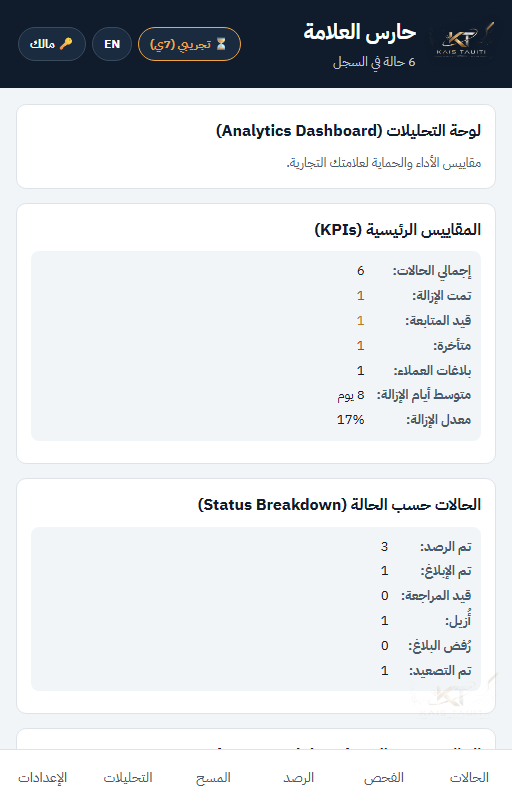 حارس العلامة
6 حالة في السجل
⏳ تجريبي (7ي)
EN
🔑 مالك
KAIS TAUITI
لوحة التحليلات (Analytics Dashboard)
مقاييس الأداء والحماية لعلامتك التجارية.
المقاييس الرئيسية (KPIs)
إجمالي الحالات: 6
تمت الإزالة: 1
قيد المتابعة: 1
متأخرة: 1
بلاغات العملاء: 1
متوسط أيام الإزالة: 8 يوم
معدل الإزالة: 17%
الحالات حسب الحالة (Status Breakdown)
تم الرصد: 3
تم الإبلاغ: 1
قيد المراجعة: 0
أُزيل: 1
رُفض البلاغ: 0
تم التصعيد: 1
الحالات
الفحص
الرصد
المسح
التحليلات
الإعدادات